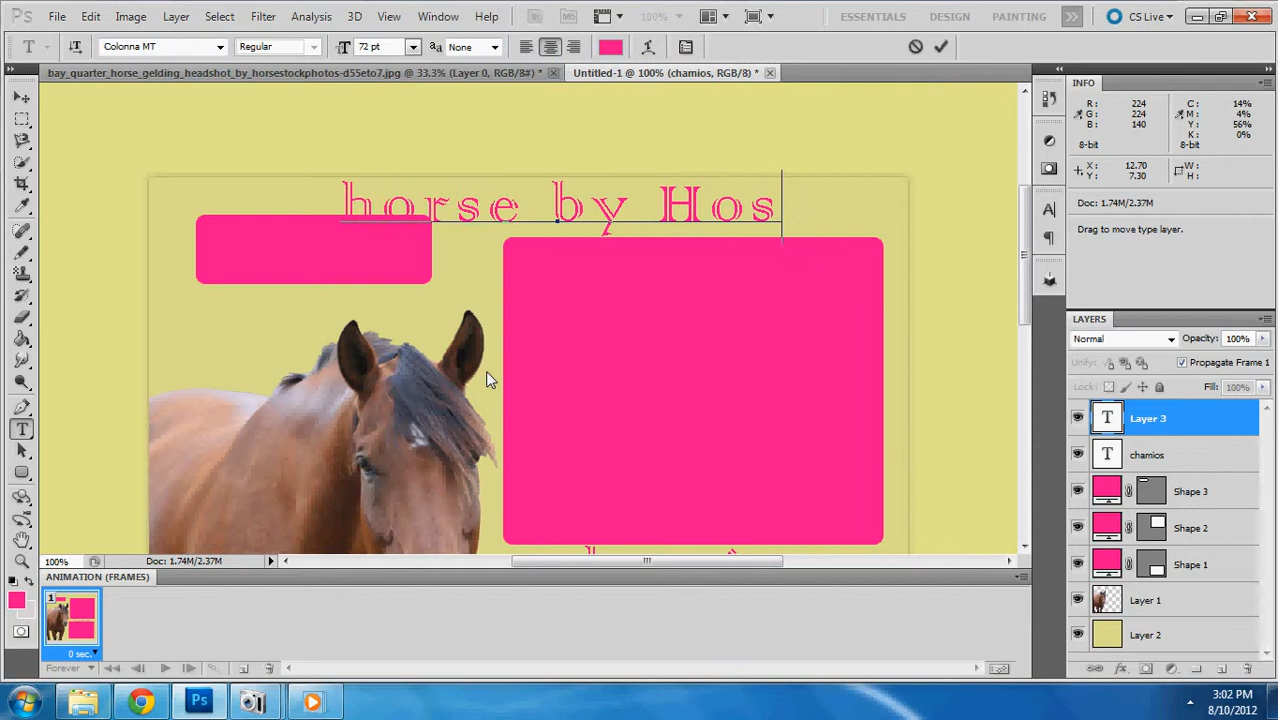 Ps File Edit Image Layer Select Filter Analysis 3D View Window Help Br Mb 100% ESSENTIALS DESIGN PAINTING CS Live
T Colonna MT Regular 72 pt None
bay_quarter_horse_gelding_headshot_by_horsestockphotos-d55eto7.jpg @ 33.3% (Layer 0, RGB/8#) * Untitled-1 @ 100% (chamios, RGB/8) *
INFO
R: 224 C: 14%
G: 224 M: 4%
B: 140 Y: 56%
K: 0%
8-bit 8-bit
X: 12.70 W:
Y: 7.30 H:
Doc: 1.74M/2.37M
Drag to move type layer.
horse by Hos
LAYERS
Normal Opacity: 100%
Unify: Propagate Frame 1
Lock: Fill: 100%
T Layer 3
T chamios
Shape 3
Shape 2
Shape 1
Layer 1
Layer 2
100% Doc: 1.74M/2.37M
ANIMATION (FRAMES)
1
0 sec.
Forever
Ps
3:02 PM
8/10/2012